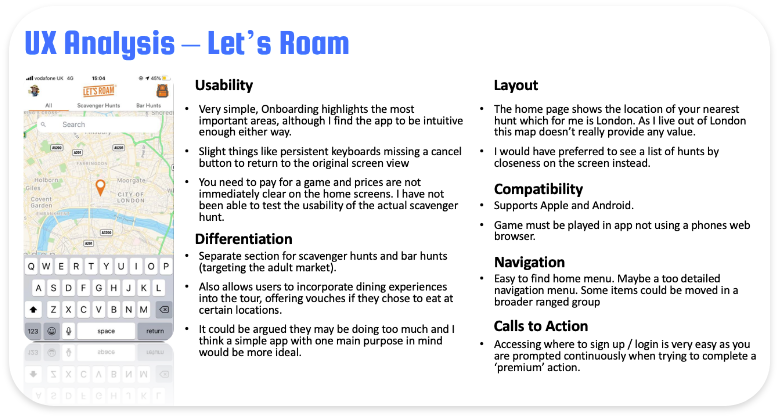 UX Analysis – Let's Roam
vodafone UK 4G
15:04
45%
LET'S ROAM
All
Scavenger Hunts
Bar Hunts
Search
A5200
A1200
FARRINGDON
Holborn
Moorgate
Covent
Garden
CITY OF
LONDON
A201
A1203
A3200
Q W E R T Y U I O P
A S D F G H J K L
Z X C V B N M
123
space
return
Usability
• Very simple, Onboarding highlights the most
important areas, although I find the app to be intuitive
enough either way.
• Slight things like persistent keyboards missing a cancel
button to return to the original screen view
• You need to pay for a game and prices are not
immediately clear on the home screens. I have not
been able to test the usability of the actual scavenger
hunt.
Differentiation
• Separate section for scavenger hunts and bar hunts
(targeting the adult market).
• Also allows users to incorporate dining experiences
into the tour, offering vouches if they chose to eat at
certain locations.
• It could be argued they may be doing too much and I
think a simple app with one main purpose in mind
would be more ideal.
Layout
• The home page shows the location of your nearest
hunt which for me is London. As I live out of London
this map doesn't really provide any value.
• I would have preferred to see a list of hunts by
closeness on the screen instead.
Compatibility
• Supports Apple and Android.
• Game must be played in app not using a phones web
browser.
Navigation
• Easy to find home menu. Maybe a too detailed
navigation menu. Some items could be moved in a
broader ranged group
Calls to Action
• Accessing where to sign up / login is very easy as you
are prompted continuously when trying to complete a
'premium' action.